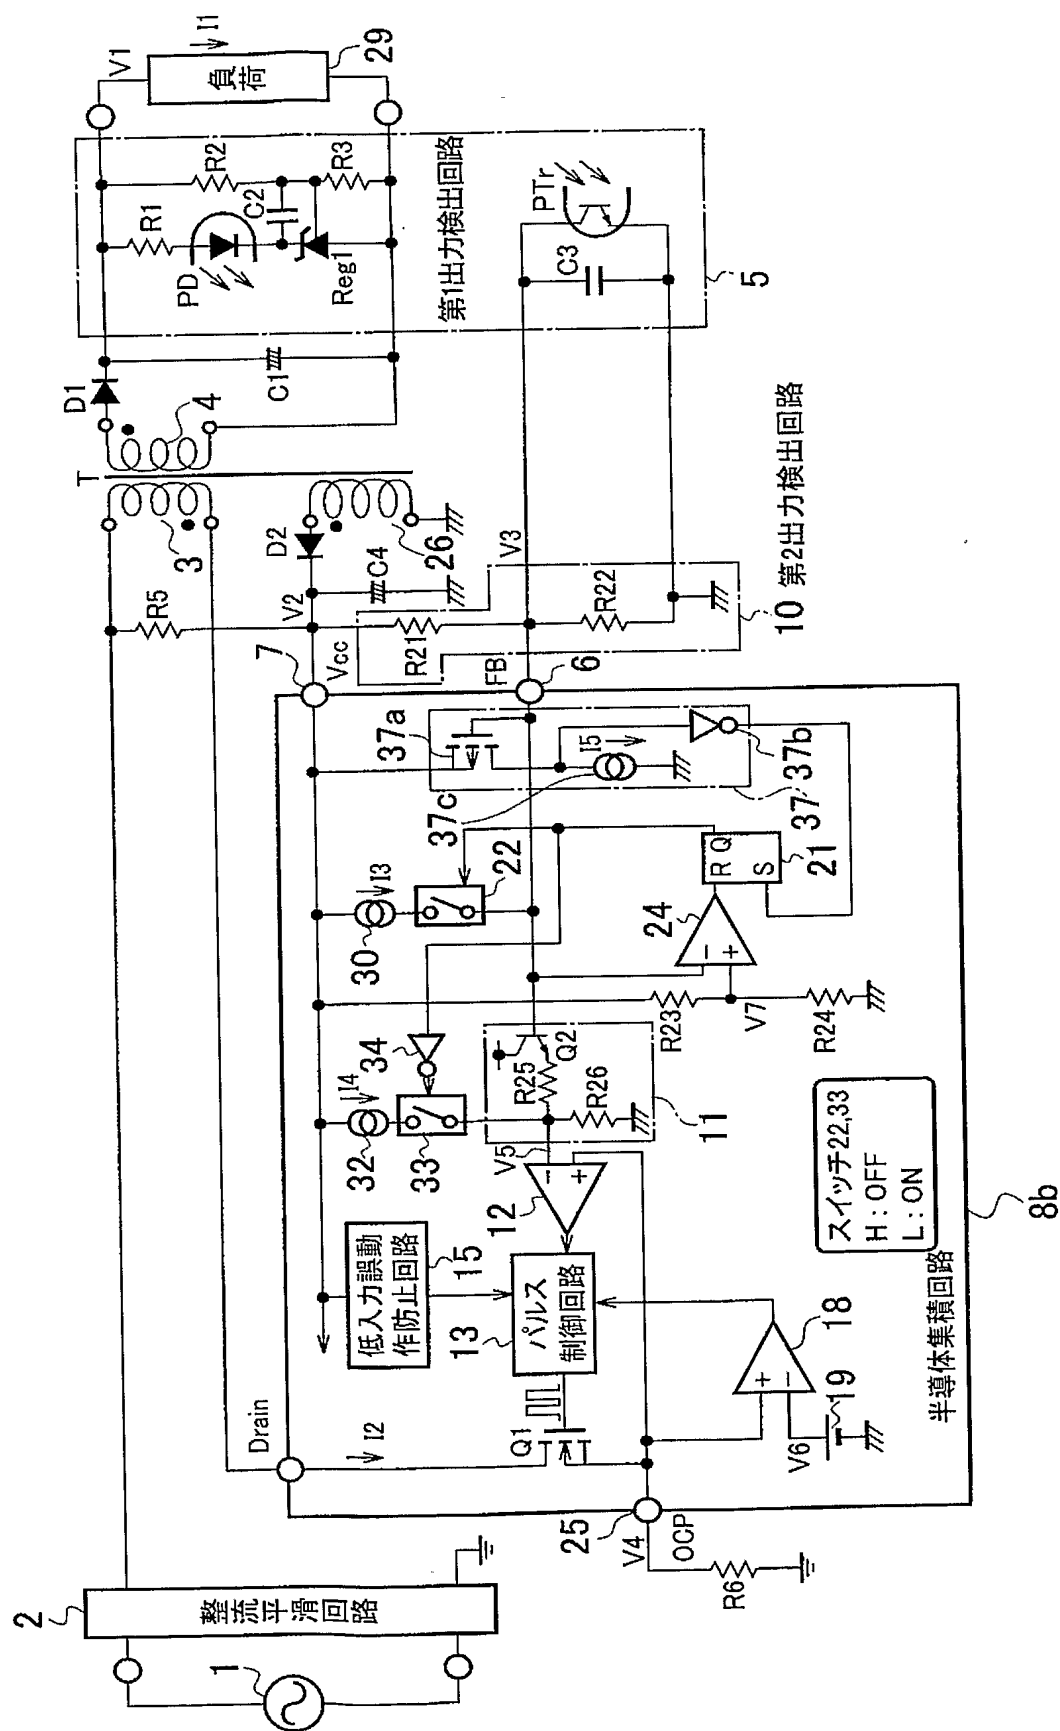 1
2
整流平滑回路
3
T
4
D1
C1
PD
R1
R2
C2
Reg1
R3
第1出力検出回路
V1
I1
負荷
29
PTr
C3
5
R5
D2
V2
C4
26
7
Vcc
R21
V3
R22
FB
6
10 第2出力検出回路
Drain
I2
Q1
低入力誤動
作防止回路
15
パルス
制御回路
13
12
V5
32
I4
33
34
R25
Q2
R26
11
30
I3
22
37a
37c
I5
37b
37
24
R Q
S
21
R23
V7
R24
25
V4
OCP
R6
18
V6
19
スイッチ22,33
H : OFF
L : ON
半導体集積回路
8b